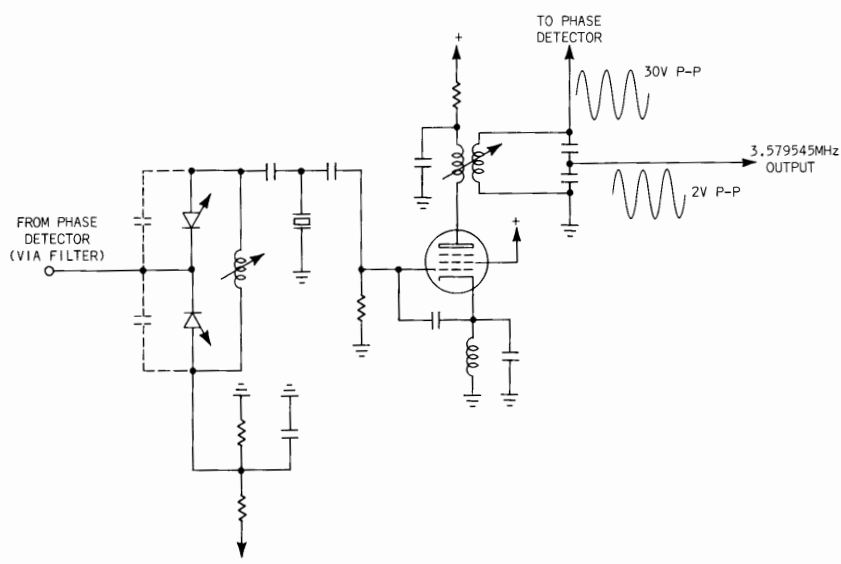 TO PHASE
DETECTOR
30V P-P
3.579545MHz
OUTPUT
2V P-P
FROM PHASE
DETECTOR
(VIA FILTER)
+
+